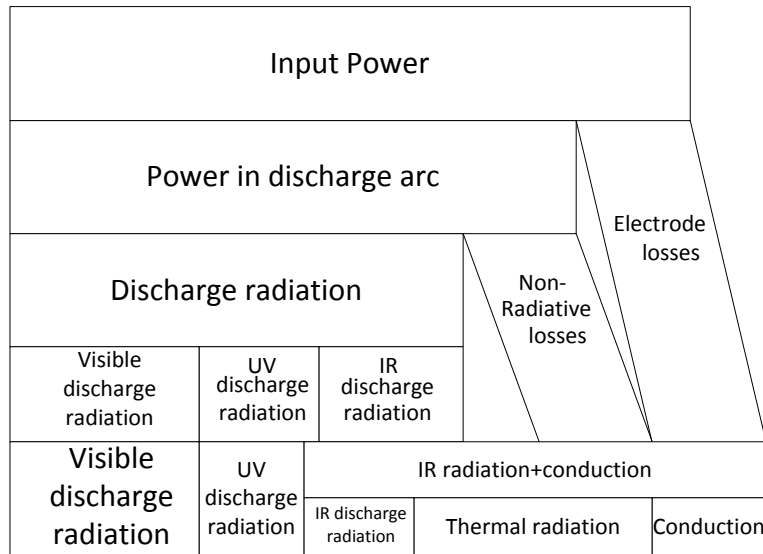 Input Power
Power in discharge arc
Electrode
losses
Discharge radiation
Non-
Radiative
losses
Visible
discharge
radiation
UV
discharge
radiation
IR
discharge
radiation
Visible
discharge
radiation
UV
discharge
radiation
IR radiation+conduction
IR discharge
radiation
Thermal radiation
Conduction